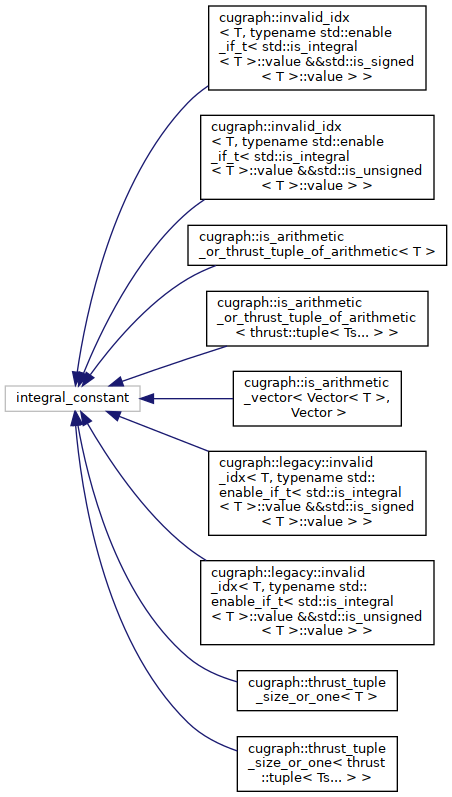 cugraph::invalid_idx
< T, typename std::enable
_if_t< std::is_integral
< T >::value &&std::is_signed
< T >::value > >
cugraph::invalid_idx
< T, typename std::enable
_if_t< std::is_integral
< T >::value &&std::is_unsigned
< T >::value > >
cugraph::is_arithmetic
_or_thrust_tuple_of_arithmetic< T >
cugraph::is_arithmetic
_or_thrust_tuple_of_arithmetic
< thrust::tuple< Ts... > >
integral_constant
cugraph::is_arithmetic
_vector< Vector< T >,
Vector >
cugraph::legacy::invalid
_idx< T, typename std::
enable_if_t< std::is_integral
< T >::value &&std::is_signed
< T >::value > >
cugraph::legacy::invalid
_idx< T, typename std::
enable_if_t< std::is_integral
< T >::value &&std::is_unsigned
< T >::value > >
cugraph::thrust_tuple
_size_or_one< T >
cugraph::thrust_tuple
_size_or_one< thrust
::tuple< Ts... > >